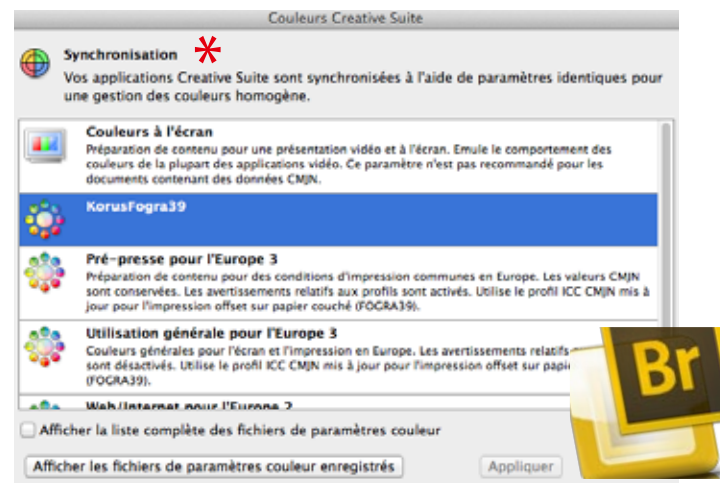 Couleurs Creative Suite
Synchronisation *
Vos applications Creative Suite sont synchronisées à l'aide de paramètres identiques pour
une gestion des couleurs homogène.
Couleurs à l'écran
Préparation de contenu pour une présentation vidéo et à l'écran. Emule le comportement des
couleurs de la plupart des applications vidéo. Ce paramètre n'est pas recommandé pour les
documents contenant des données CMJN.
KorusFogra39
Pré-presse pour l'Europe 3
Préparation de contenu pour des conditions d'impression communes en Europe. Les valeurs CMJN
sont conservées. Les avertissements relatifs aux profils sont activés. Utilise le profil ICC CMJN mis à
jour pour l'impression offset sur papier couché (FOGRA39).
Utilisation générale pour l'Europe 3
Couleurs générales pour l'écran et l'impression en Europe. Les avertissements relatifs
sont désactivés. Utilise le profil ICC CMJN mis à jour pour l'impression offset sur
(FOGRA39).
Web/Internet pour l'Europe 2
Afficher la liste complète des fichiers de paramètres couleur
Afficher les fichiers de paramètres couleur enregistrés
Appliquer
Br